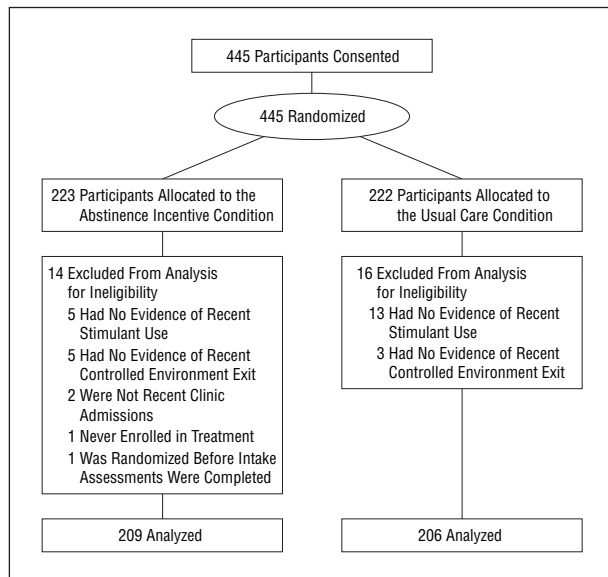 445 Participants Consented
445 Randomized
223 Participants Allocated to the
Abstinence Incentive Condition
222 Participants Allocated to
the Usual Care Condition
14 Excluded From Analysis
for Ineligibility
5 Had No Evidence of Recent
Stimulant Use
5 Had No Evidence of Recent
Controlled Environment Exit
2 Were Not Recent Clinic
Admissions
1 Never Enrolled in Treatment
1 Was Randomized Before Intake
Assessments Were Completed
16 Excluded From Analysis
for Ineligibility
13 Had No Evidence of Recent
Stimulant Use
3 Had No Evidence of Recent
Controlled Environment Exit
209 Analyzed
206 Analyzed